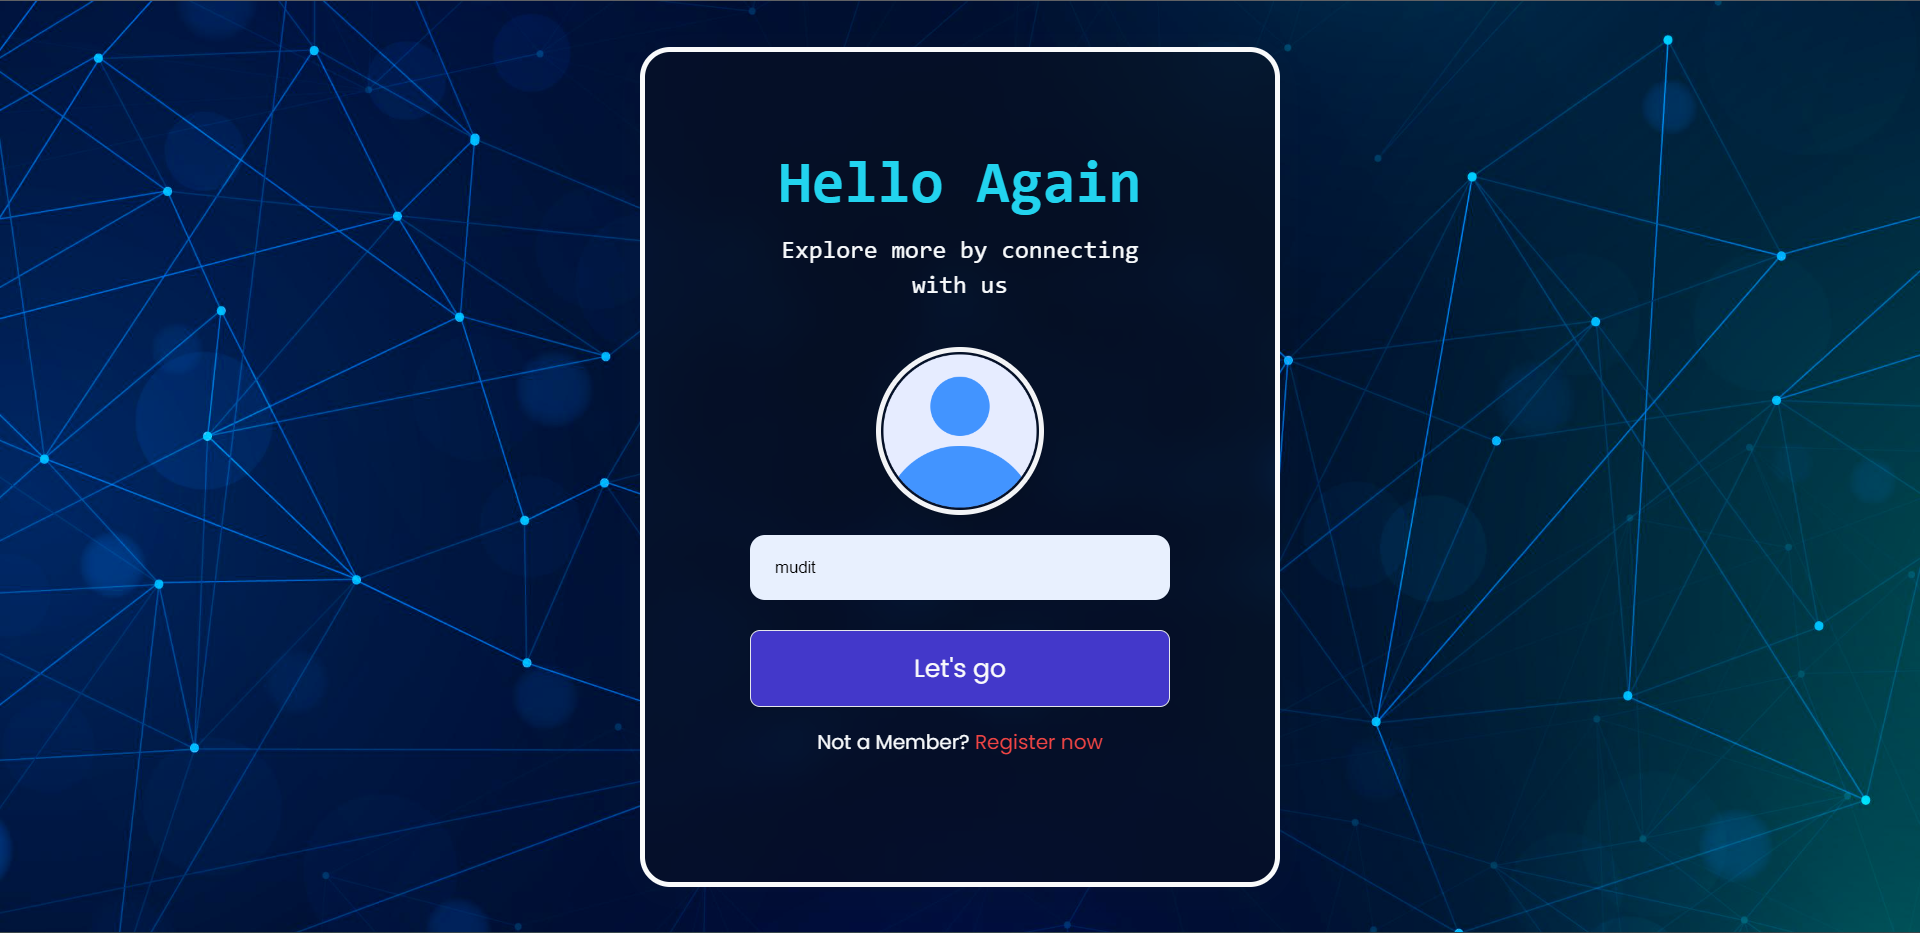 Hello Again
Explore more by connecting
with us
mudit
Let's go
Not a Member? Register now